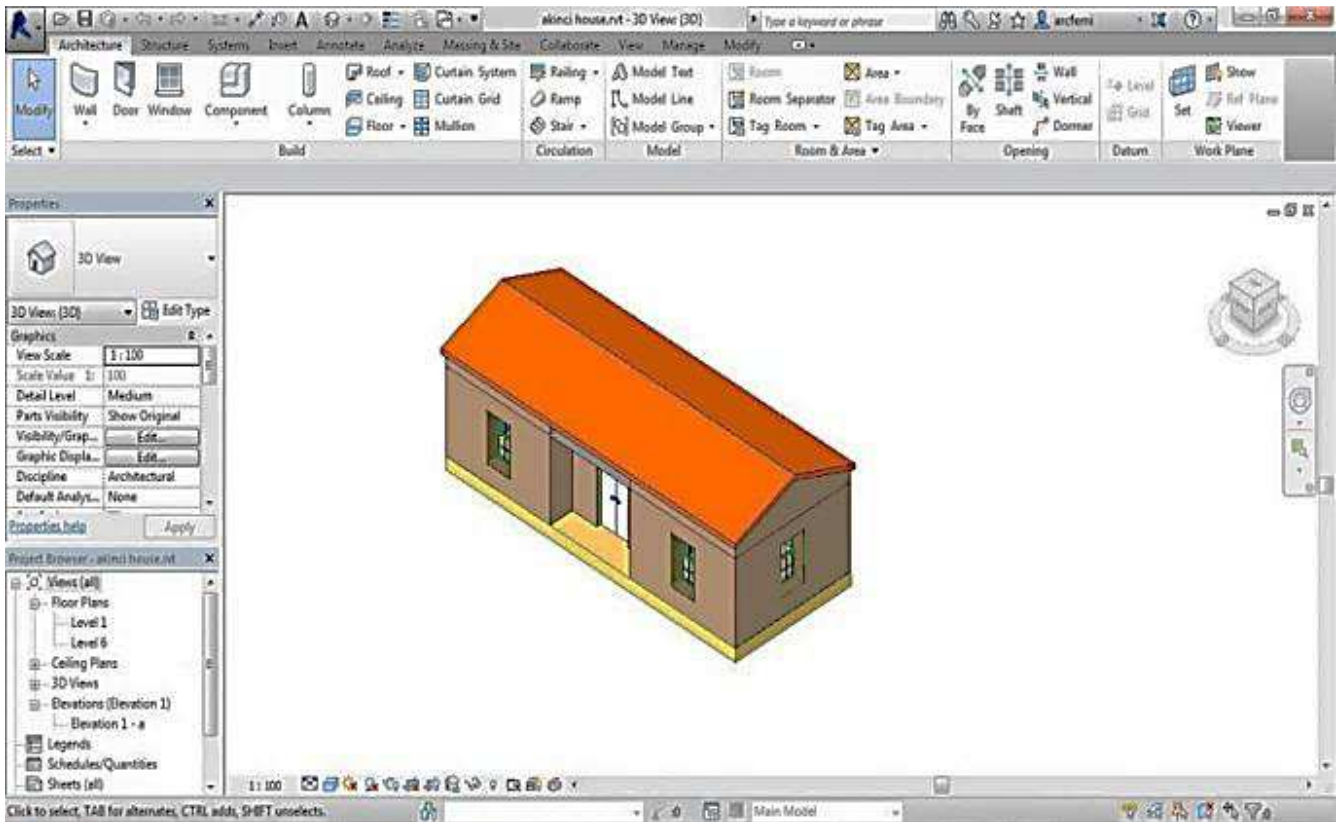 akinci house.rvt - 3D View: {3D}
Type a keyword or phrase
arcfemi
Architecture Structure Systems Insert Annotate Analyze Massing & Site Collaborate View Manage Modify
Modify
Wall
Door
Window
Component
Column
Roof
Ceiling
Floor
Curtain System
Curtain Grid
Mullion
Railing
Ramp
Stair
Model Text
Model Line
Model Group
Room
Room Separator
Tag Room
Area
Area Boundary
Tag Area
By Face
Shaft
Wall
Vertical
Dormer
Level
Grid
Set
Show
Ref Plane
Viewer
Select
Build
Circulation
Model
Room & Area
Opening
Datum
Work Plane
Properties
3D View
3D View: {3D}
Edit Type
Graphics
View Scale 1 : 100
Scale Value 1: 100
Detail Level Medium
Parts Visibility Show Original
Visibility/Grap... Edit...
Graphic Displa... Edit...
Discipline Architectural
Default Analys... None
Properties help
Apply
Project Browser - akinci house.rvt
Views (all)
Floor Plans
Level 1
Level 6
Ceiling Plans
3D Views
Elevations (Elevation 1)
Elevation 1 - a
Legends
Schedules/Quantities
Sheets (all)
1 : 100
Click to select, TAB for alternates, CTRL adds, SHIFT unselects.
:0
Main Model
:0